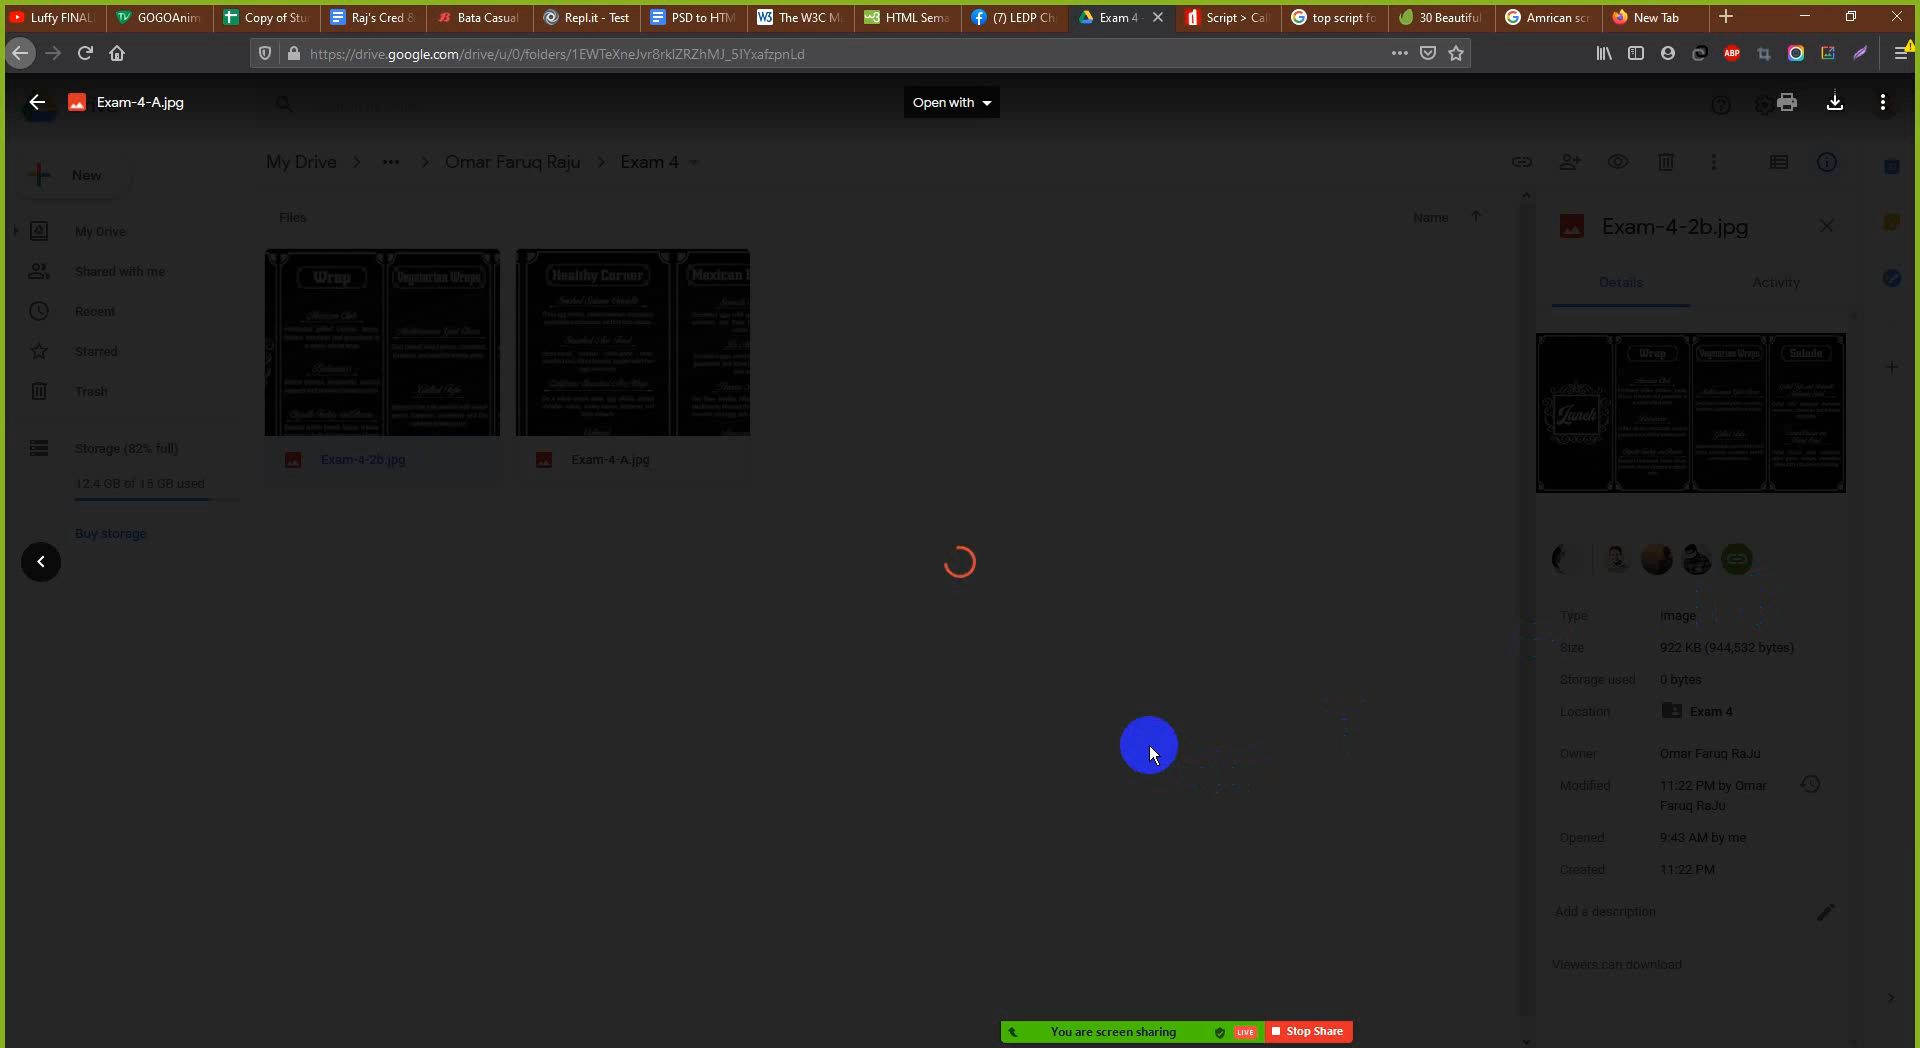 Luffy FINAL
GOGOAnim
Copy of Stu
Raj's Cred &
Bata Casual
Repl.it - Test
PSD to HTM
The W3C M
HTML Sema
(7) LEDP Ch
Exam 4 -
Script > Cal
top script fo
30 Beautiful
Amrican scr
New Tab
https://drive.google.com/drive/u/0/folders/1EWTeXneJvr8rkIZRZhMJ_5IYxafzpnLd
ABP
Exam-4-A.jpg
Open with
My Drive
Omar Faruq Raju
Exam 4
New
My Drive
Shared with me
Recent
Starred
Trash
Storage (82% full)
12.4 GB of 15 GB used
Buy storage
Files
Name
Wrap
Vegetarian Wraps
Healthy Corner
Mexican
Exam-4-2b.jpg
Exam-4-A.jpg
Exam-4-2b.jpg
Details
Activity
Lunch
Wrap
Vegetarian Wraps
Salads
Type
Image
Size
922 KB (944,532 bytes)
Storage used
0 bytes
Location
Exam 4
Owner
Omar Faruq RaJu
Modified
11:22 PM by Omar
Faruq RaJu
Opened
9:43 AM by me
Created
11:22 PM
Add a description
Viewers can download
You are screen sharing
LIVE
Stop Share